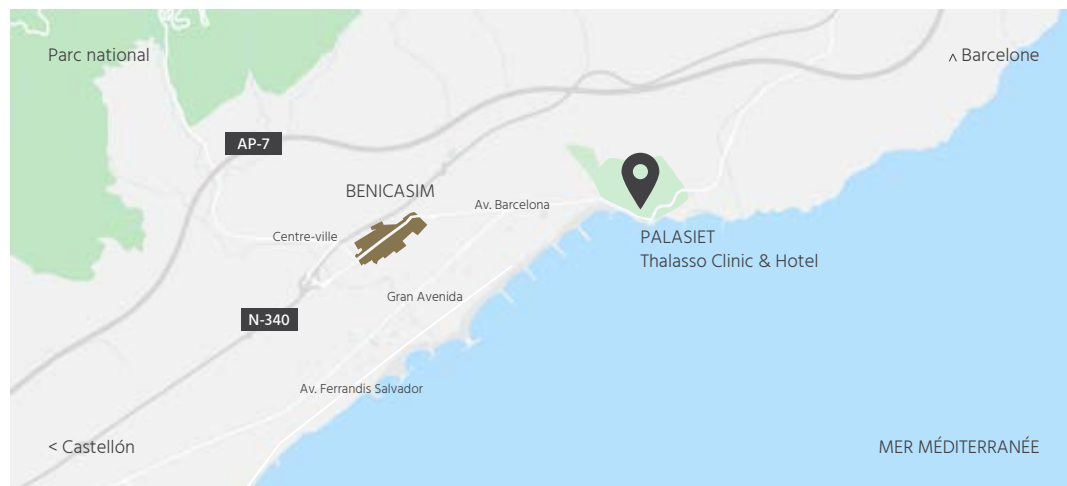 Parc national
^ Barcelone
AP-7
BENICASIM
Av. Barcelona
Centre-ville
PALASIET
Thalasso Clinic & Hotel
Gran Avenida
N-340
Av. Ferrandis Salvador
< Castellón
MER MÉDITERRANÉE